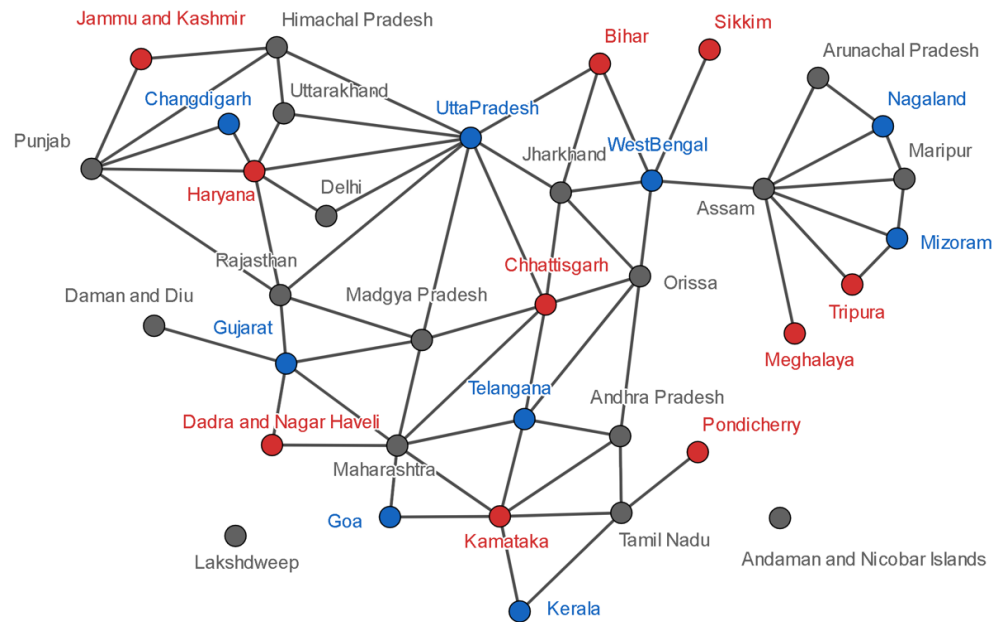 Jammu and Kashmir
Himachal Pradesh
Bihar
Sikkim
Arunachal Pradesh
Changdigarh
Uttarakhand
UttaPradesh
Nagaland
Punjab
Jharkhand
WestBengal
Maripur
Haryana
Delhi
Assam
Mizoram
Rajasthan
Chhattisgarh
Orissa
Daman and Diu
Madgya Pradesh
Tripura
Gujarat
Meghalaya
Telangana
Andhra Pradesh
Dadra and Nagar Haveli
Pondicherry
Maharashtra
Goa
Karnataka
Tamil Nadu
Lakshdweep
Andaman and Nicobar Islands
Kerala